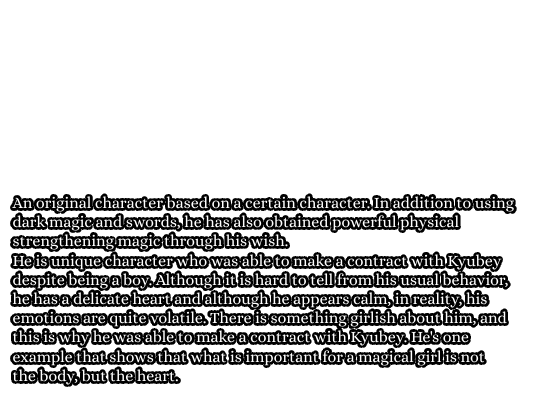 An original character based on a certain character. In addition to using
dark magic and swords, he has also obtained powerful physical
strengthening magic through his wish.
He is unique character who was able to make a contract with Kyubey
despite being a boy. Although it is hard to tell from his usual behavior,
he has a delicate heart and although he appears calm, in reality, his
emotions are quite volatile. There is something girlish about him, and
this is why he was able to make a contract with Kyubey. He's one
example that shows that what is important for a magical girl is not
the body, but the heart.